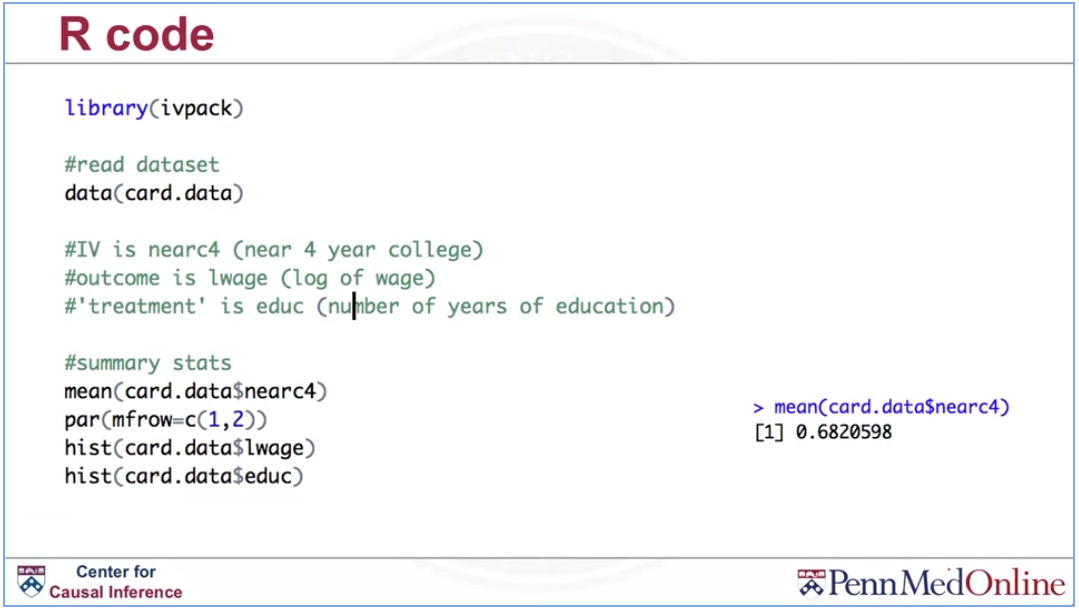 R code
library(ivpack)
#read dataset
data(card.data)
#IV is nearc4 (near 4 year college)
#outcome is lwage (log of wage)
#'treatment' is educ (number of years of education)
#summary stats
mean(card.data$nearc4)
par(mfrow=c(1,2))
hist(card.data$lwage)
hist(card.data$educ)
> mean(card.data$nearc4)
[1] 0.6820598
Center for
Causal Inference
PennMedOnline